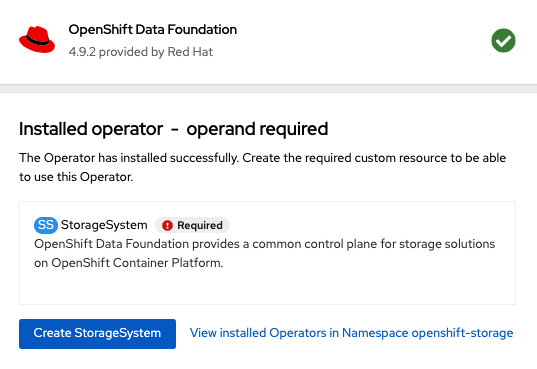 OpenShift Data Foundation
4.9.2 provided by Red Hat
Installed operator - operand required
The Operator has installed successfully. Create the required custom resource to be able
to use this Operator.
SS StorageSystem Required
OpenShift Data Foundation provides a common control plane for storage solutions
on OpenShift Container Platform.
Create StorageSystem View installed Operators in Namespace openshift-storage